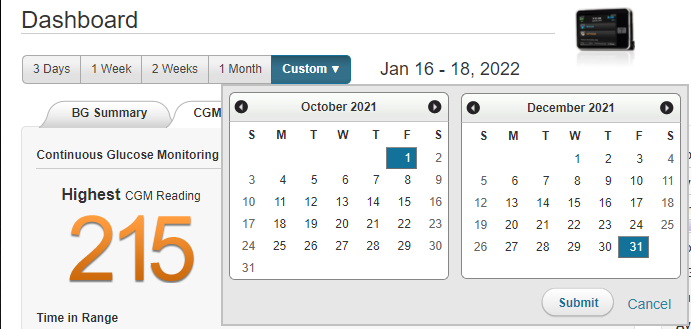 Dashboard
3 Days 1 Week 2 Weeks 1 Month Custom ▼ Jan 16 - 18, 2022
BG Summary CGM
Continuous Glucose Monitoring
Highest CGM Reading
215
Time in Range
October 2021
S M T W T F S
1 2
3 4 5 6 7 8 9
10 11 12 13 14 15 16
17 18 19 20 21 22 23
24 25 26 27 28 29 30
31
December 2021
S M T W T F S
1 2 3 4
5 6 7 8 9 10 11
12 13 14 15 16 17 18
19 20 21 22 23 24 25
26 27 28 29 30 31
Submit Cancel